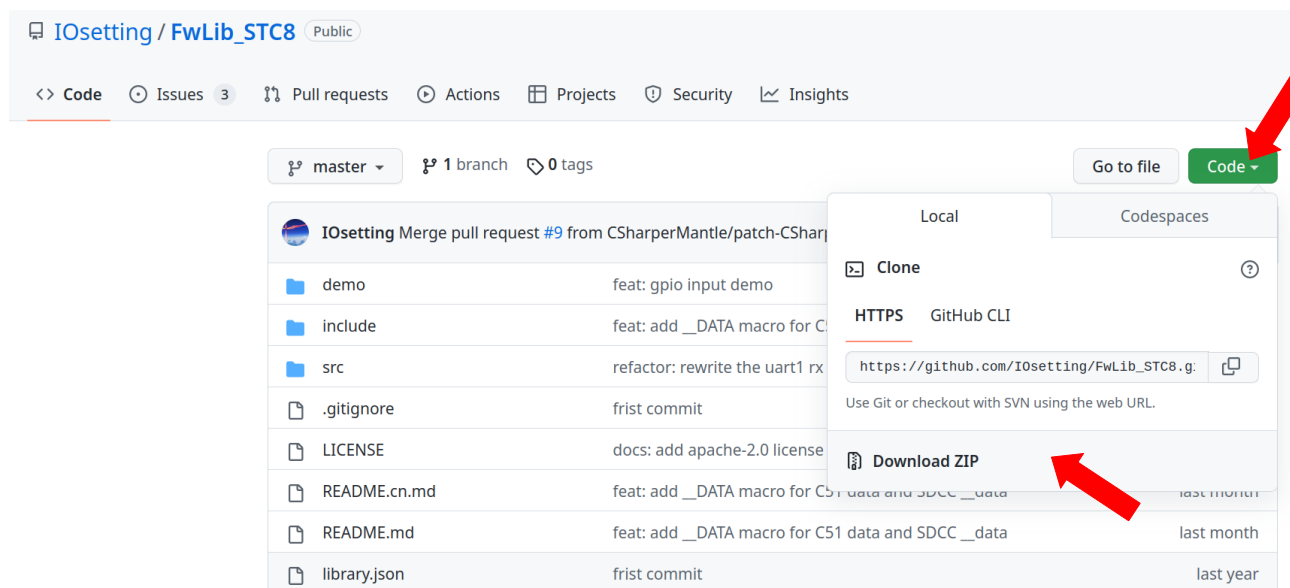 IOsetting / FwLib_STC8 Public
Code Issues 3 Pull requests Actions Projects Security Insights
master 1 branch 0 tags Go to file Code
Local Codespaces
IOsetting Merge pull request #9 from CSharperMantle/patch-CSharp
Clone
demo feat: gpio input demo
HTTPS GitHub CLI
include feat: add __DATA macro for C5
https://github.com/IOsetting/FwLib_STC8.gi
src refactor: rewrite the uart1 rx
Use Git or checkout with SVN using the web URL.
.gitignore frist commit
LICENSE docs: add apache-2.0 license
Download ZIP
README.cn.md feat: add __DATA macro for C51 data and SDCC __data last month
README.md feat: add __DATA macro for C51 data and SDCC __data last month
library.json frist commit last year